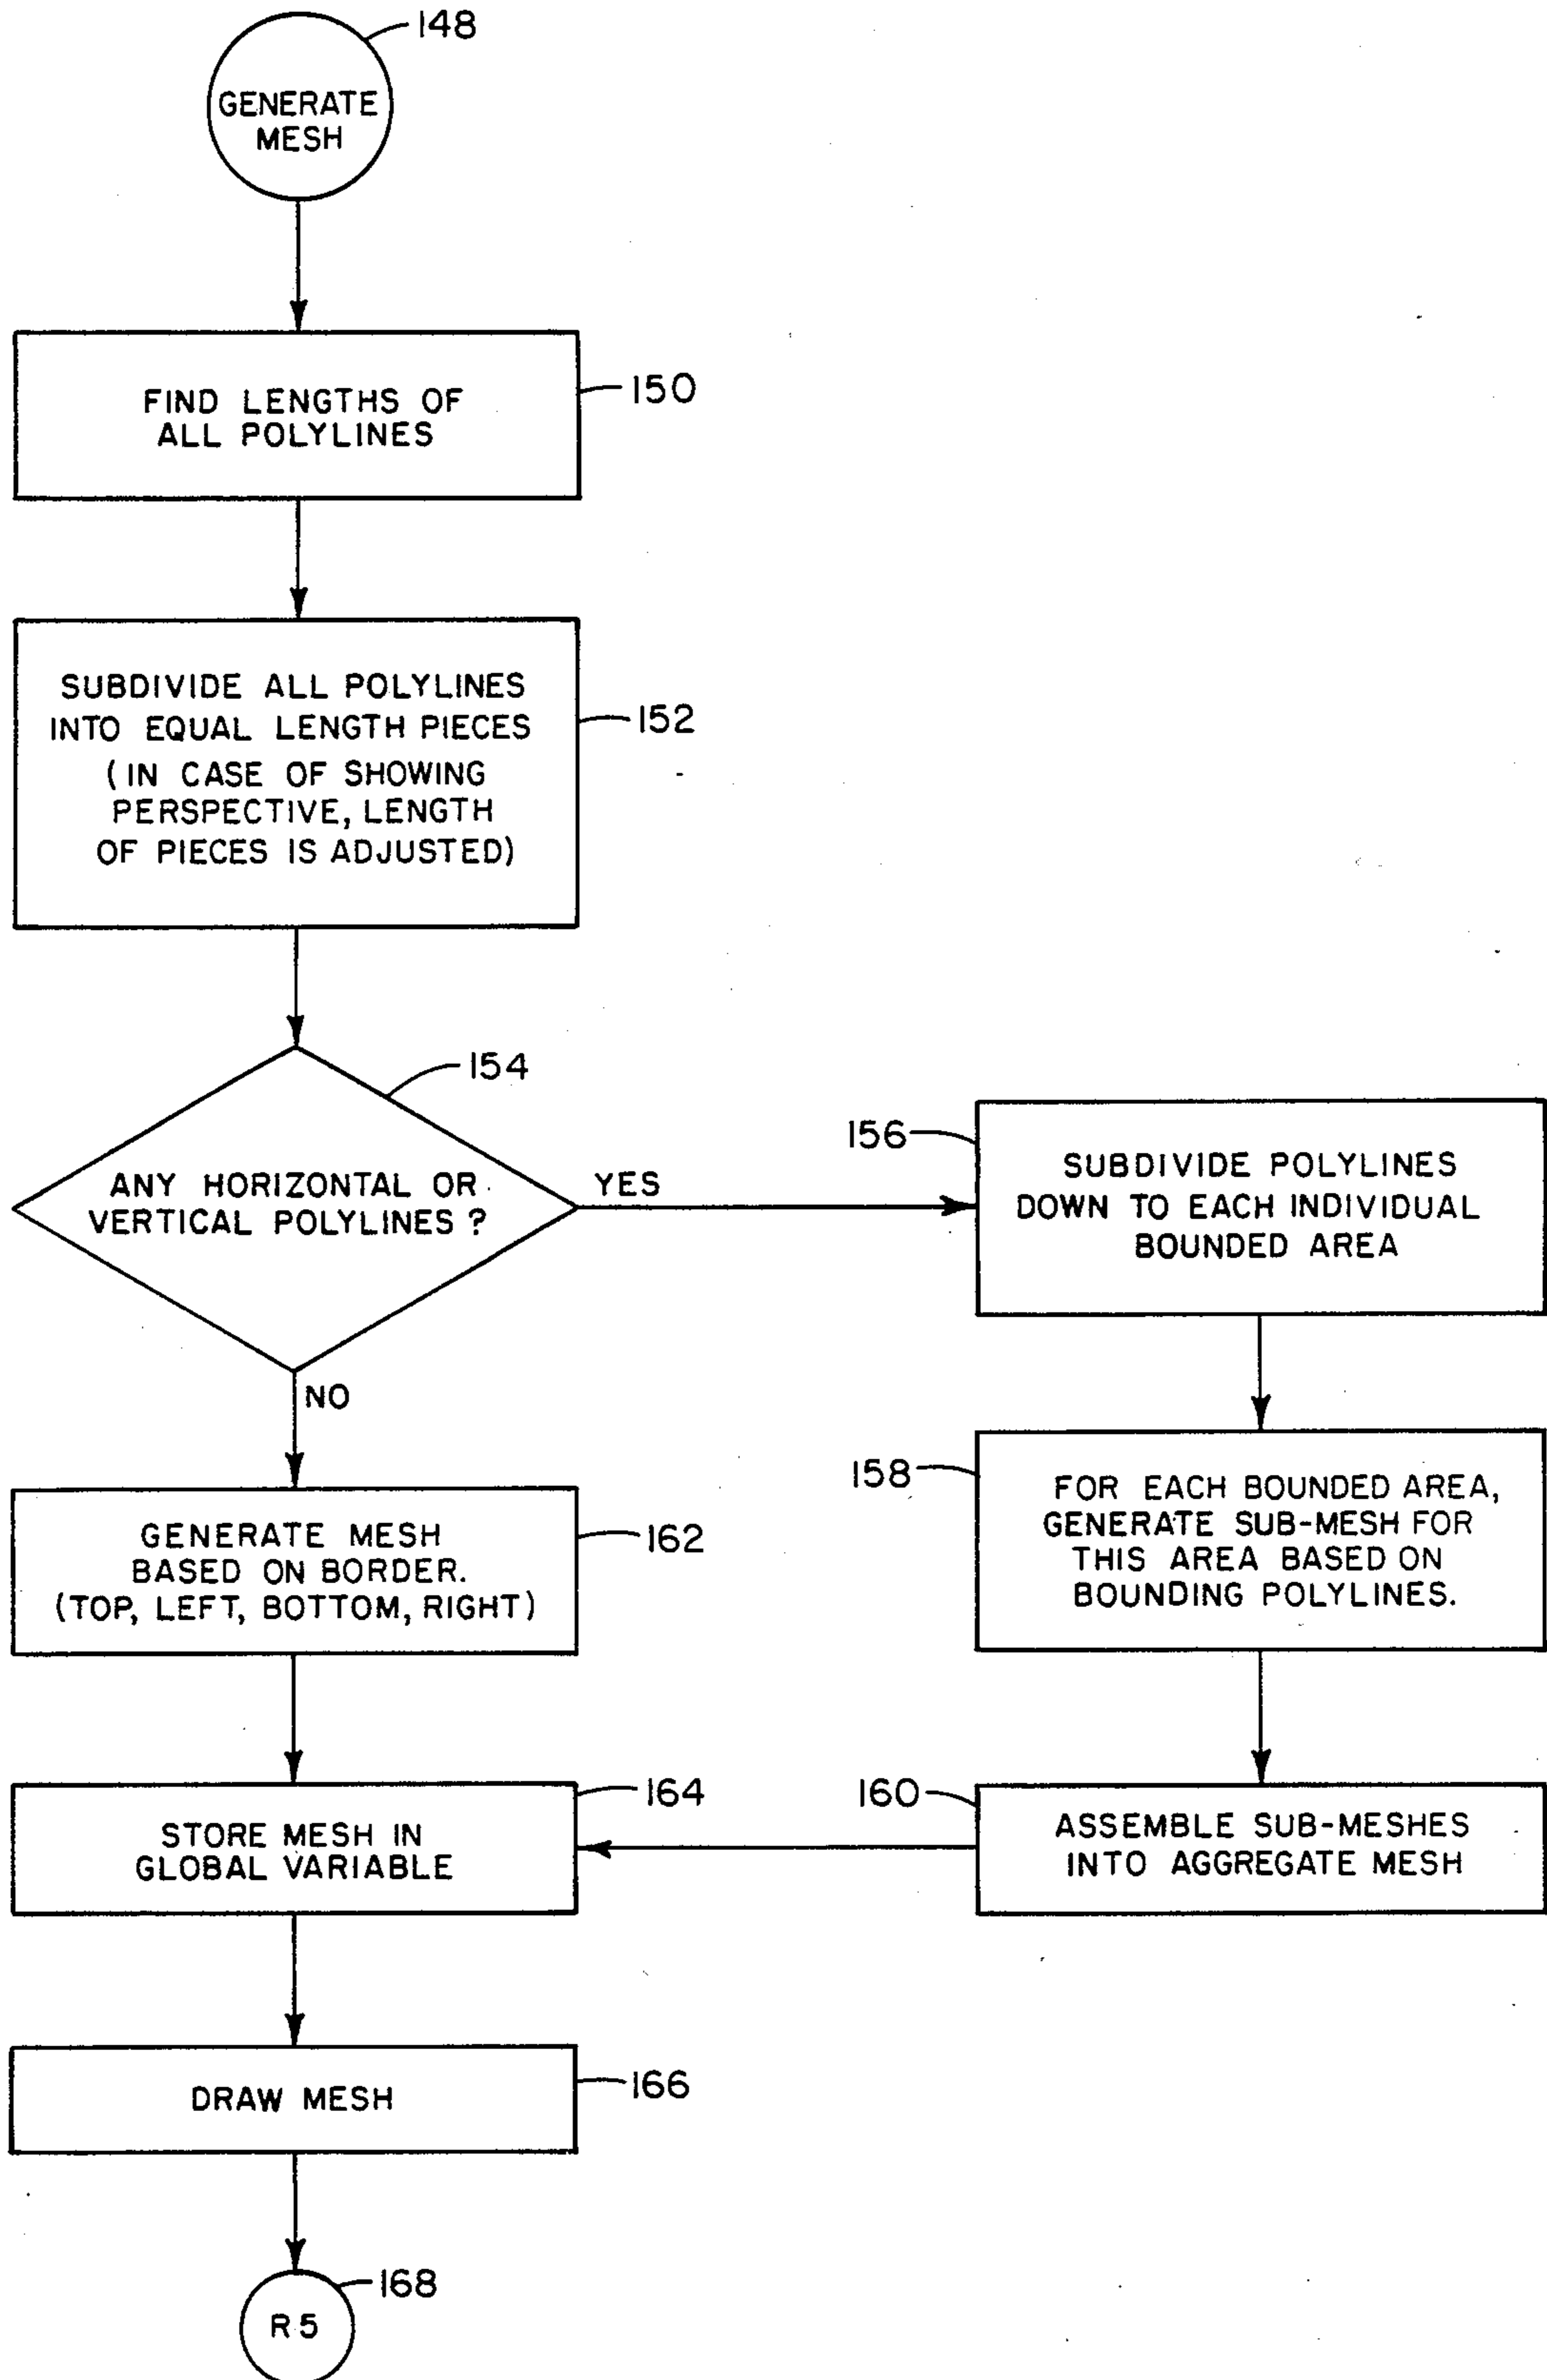 148
GENERATE
MESH
150
FIND LENGTHS OF
ALL POLYLINES
152
SUBDIVIDE ALL POLYLINES
INTO EQUAL LENGTH PIECES
(IN CASE OF SHOWING
PERSPECTIVE, LENGTH
OF PIECES IS ADJUSTED)
154
ANY HORIZONTAL OR
VERTICAL POLYLINES?
YES
156
SUBDIVIDE POLYLINES
DOWN TO EACH INDIVIDUAL
BOUNDED AREA
NO
158
FOR EACH BOUNDED AREA,
GENERATE SUB-MESH FOR
THIS AREA BASED ON
BOUNDING POLYLINES.
162
GENERATE MESH
BASED ON BORDER.
(TOP, LEFT, BOTTOM, RIGHT)
164
STORE MESH IN
GLOBAL VARIABLE
160
ASSEMBLE SUB-MESHES
INTO AGGREGATE MESH
166
DRAW MESH
168
R5